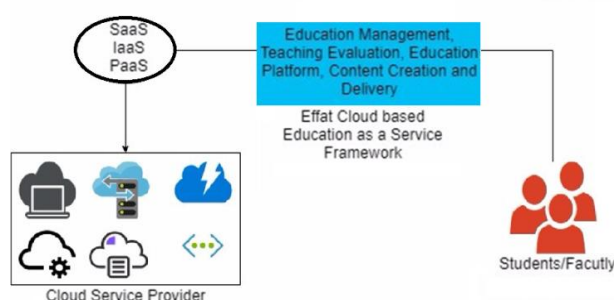 SaaS
IaaS
PaaS
Education Management,
Teaching Evaluation, Education
Platform, Content Creation and
Delivery
Effat Cloud based
Education as a Service
Framework
Students/Facutly
Cloud Service Provider